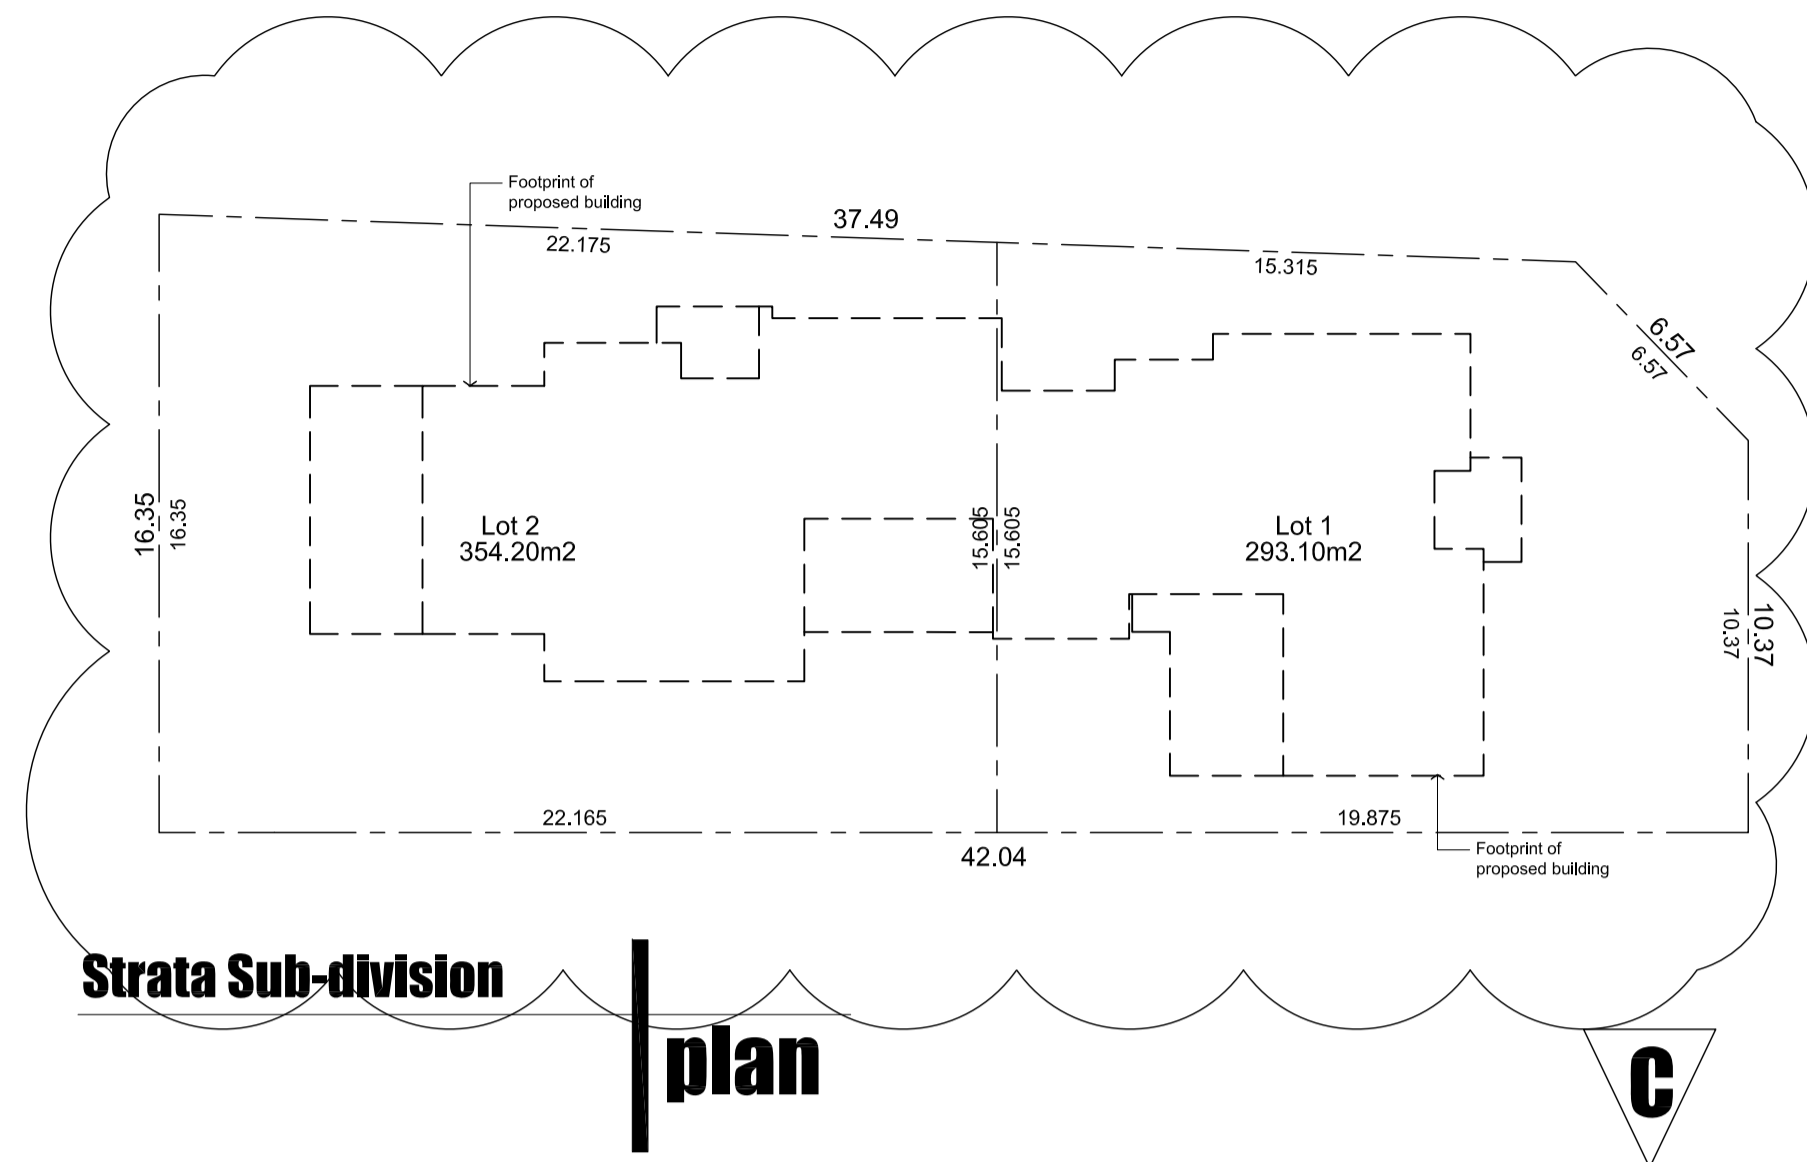 Footprint of
proposed building
37.49
22.175
15.315
6.57
6.57
16.35
16.35
Lot 2
354.20m2
15.605
15.605
Lot 1
293.10m2
10.37
10.37
22.165
19.875
42.04
Footprint of
proposed building
Strata Sub-division
plan
C